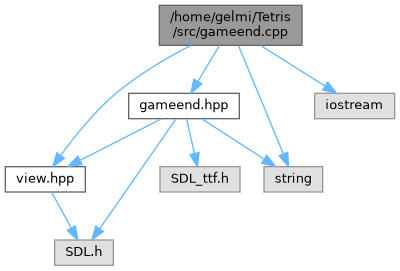 /home/gelmi/Tetris
/src/gameend.cpp
gameend.hpp
iostream
view.hpp
SDL_ttf.h
string
SDL.h